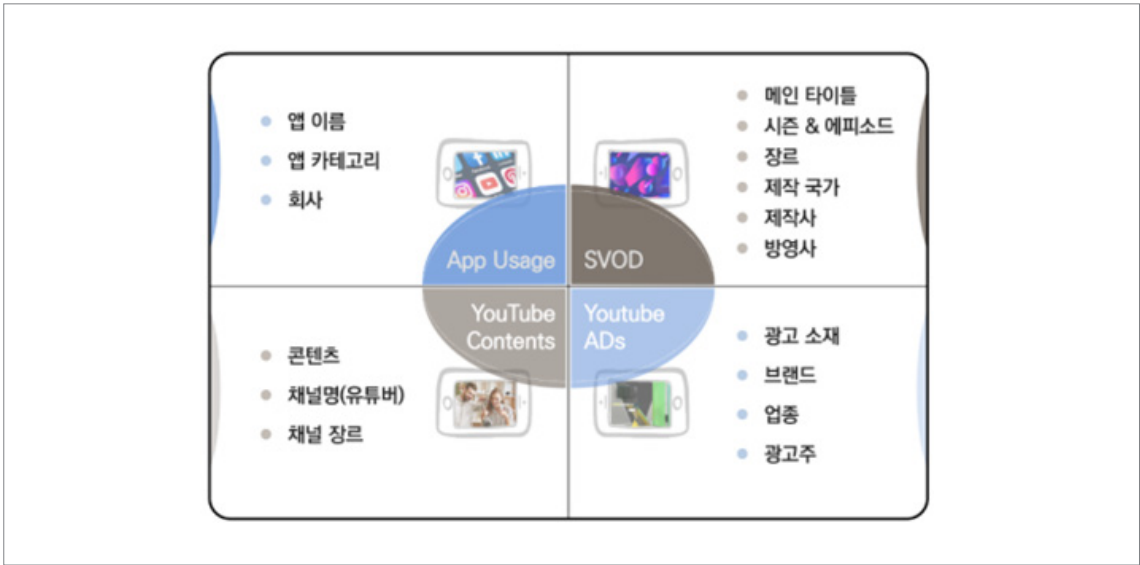 앱 이름
앱 카테고리
회사
App Usage
메인 타이틀
시즌 & 에피소드
장르
제작 국가
제작사
방영사
SVOD
YouTube
Contents
콘텐츠
채널명(유튜버)
채널 장르
Youtube
ADs
광고 소재
브랜드
업종
광고주